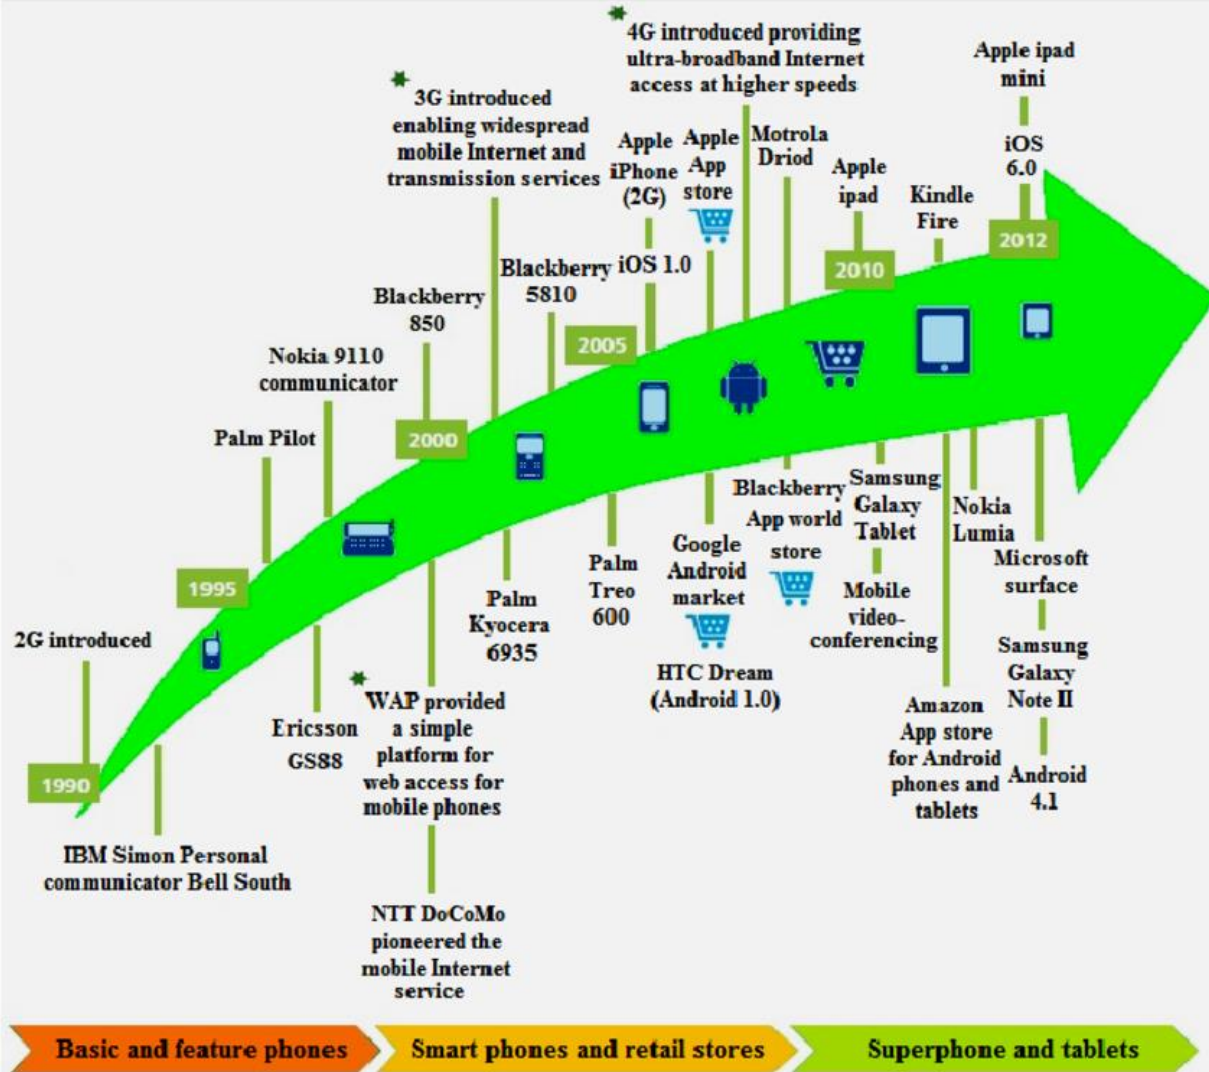 4G introduced providing
ultra-broadband Internet
access at higher speeds
Apple ipad
mini
3G introduced
enabling widespread
mobile Internet and
transmission services
Apple
iPhone
(2G)
Apple
App
store
Motrola
Driod
Apple
ipad
Kindle
Fire
iOS
6.0
2012
2010
Blackberry
5810
iOS 1.0
Blackberry
850
2005
Nokia 9110
communicator
Palm Pilot
2000
1995
2G introduced
1990
IBM Simon Personal
communicator Bell South
Ericsson
GS88
WAP provided
a simple
platform for
web access for
mobile phones
NTT DoCoMo
pioneered the
mobile Internet
service
Palm
Kyocera
6935
Palm
Treo
600
Google
Android
market
HTC Dream
(Android 1.0)
Blackberry
App world
store
Samsung
Galaxy
Tablet
Mobile
video-
conferencing
Amazon
App store
for Android
phones and
tablets
Nokia
Lumia
Microsoft
surface
Samsung
Galaxy
Note II
Android
4.1
Basic and feature phones
Smart phones and retail stores
Superphone and tablets